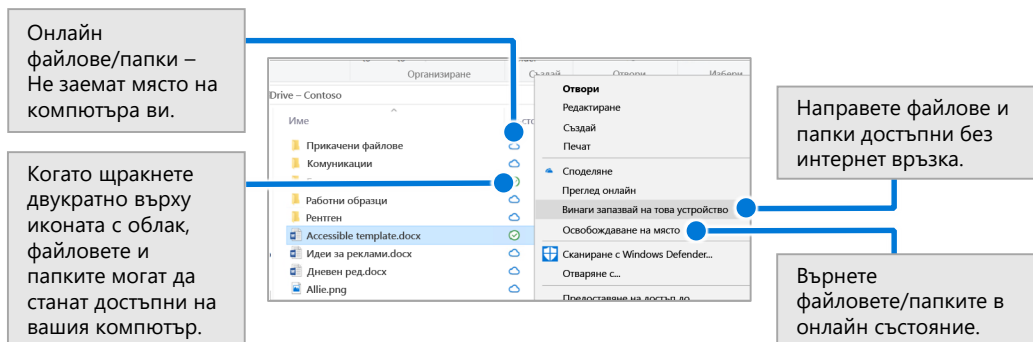 Онлайн
файлове/папки –
Не заемат място на
компютъра ви.
Когато щракнете
двукратно върху
иконата с облак,
файловете и
папките могат да
станат достъпни на
вашия компютър.
Организиране
Създай
Отвори
Избери
Drive – Contoso
Име
Прикачени файлове
Комуникации
Работни образци
Рентген
Accessible template.docx
Идеи за реклами.docx
Дневен ред.docx
Allie.png
Отвори
Редактиране
Създай
Печат
Споделяне
Преглед онлайн
Винаги запазвай на това устройство
Освобождаване на място
Сканиране с Windows Defender...
Отваряне с...
Предоставяне на достъп до
Направете файлове и
папки достъпни без
интернет връзка.
Върнете
файловете/папките в
онлайн състояние.